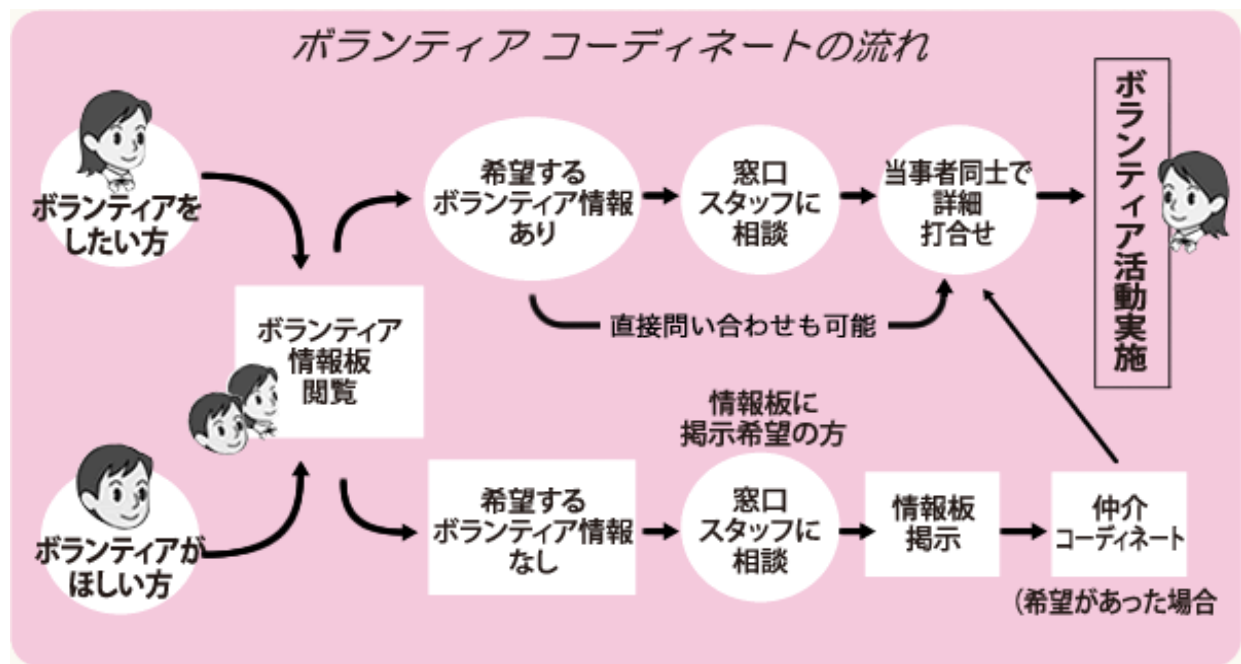 ボランティア コーディネートの流れ
ボランティアを
したい方
ボランティアが
ほしい方
ボランティア
情報板
閲覧
希望する
ボランティア情報
あり
窓口
スタッフに
相談
当事者同士で
詳細
打合せ
直接問い合わせも可能
ボランティア活動実施
希望する
ボランティア情報
なし
情報板に
掲示希望の方
窓口
スタッフに
相談
情報板
掲示
仲介
コーディネート
(希望があった場合